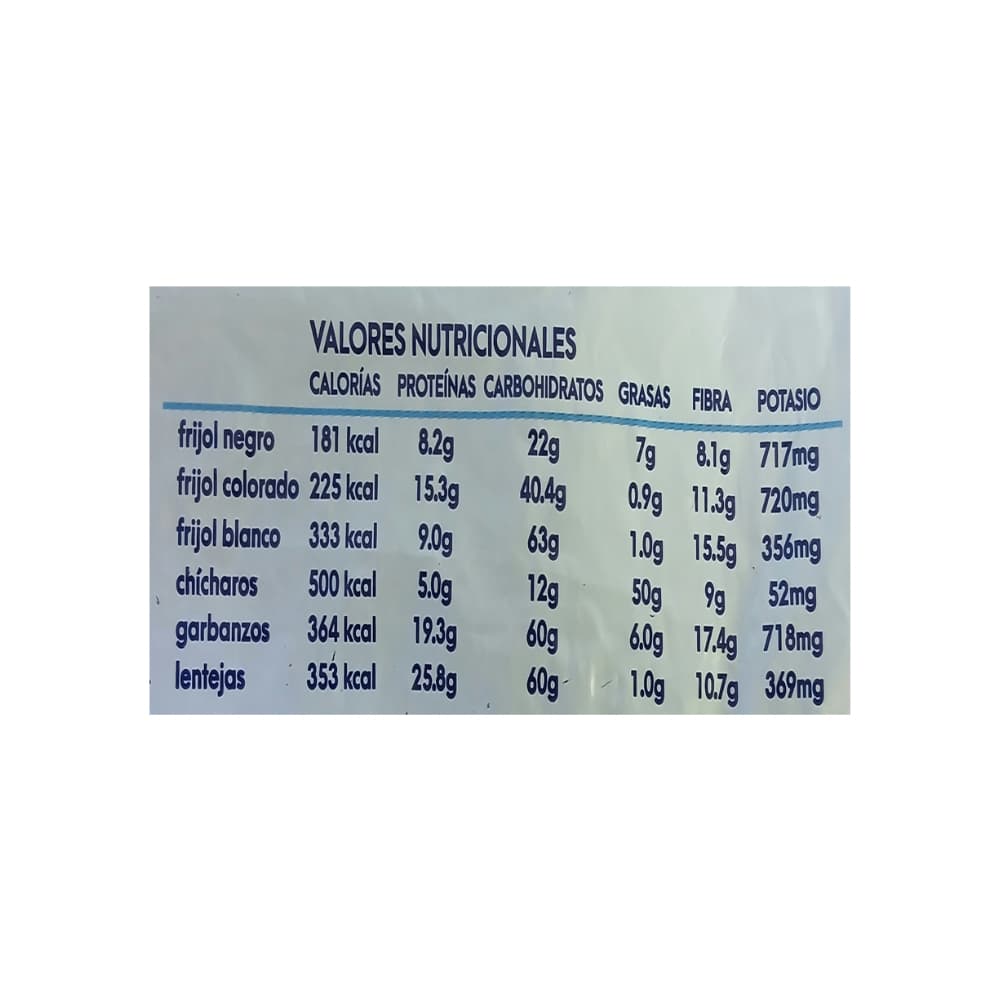 VALORES NUTRICIONALES
CALORÍAS PROTEÍNAS CARBOHIDRATOS GRASAS FIBRA POTASIO
frijol negro 181 kcal 8.2g 22g 7g 8.1g 717mg
frijol colorado 225 kcal 15.3g 40.4g 0.9g 11.3g 720mg
frijol blanco 333 kcal 9.0g 63g 1.0g 15.5g 356mg
chícharos 500 kcal 5.0g 12g 50g 9g 52mg
garbanzos 364 kcal 19.3g 60g 6.0g 17.4g 718mg
lentejas 353 kcal 25.8g 60g 1.0g 10.7g 369mg